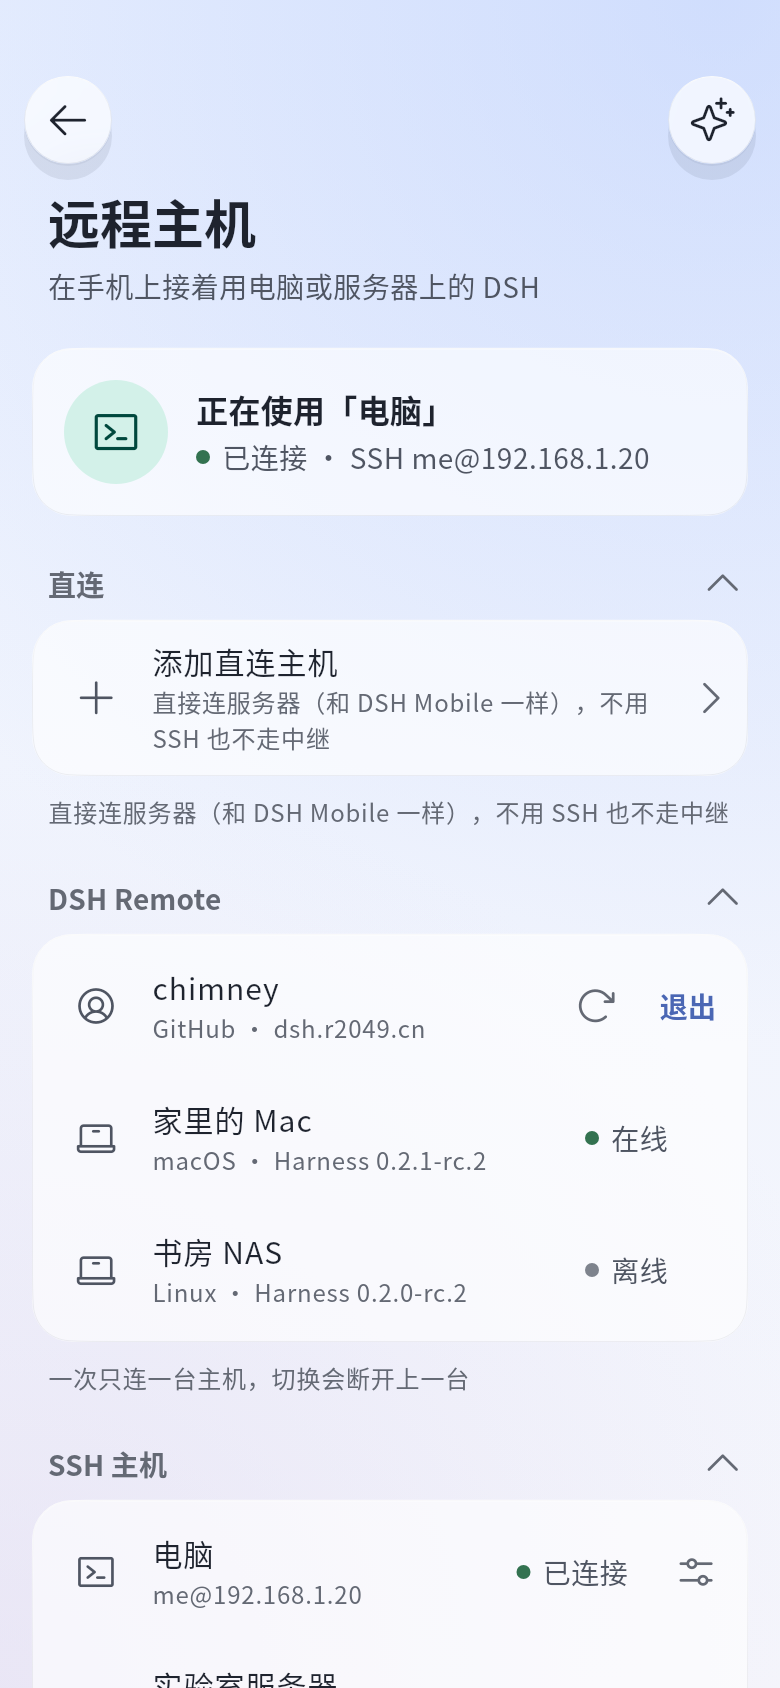 远程主机
在手机上接着用电脑或服务器上的 DSH
正在使用「电脑」
已连接 · SSH me@192.168.1.20
直连
添加直连主机
直接连服务器（和 DSH Mobile 一样），不用
SSH 也不走中继
直接连服务器（和 DSH Mobile 一样），不用 SSH 也不走中继
DSH Remote
chimney
GitHub · dsh.r2049.cn
退出
家里的 Mac
macOS · Harness 0.2.1-rc.2
在线
书房 NAS
Linux · Harness 0.2.0-rc.2
离线
一次只连一台主机，切换会断开上一台
SSH 主机
电脑
me@192.168.1.20
已连接
实验室服务器